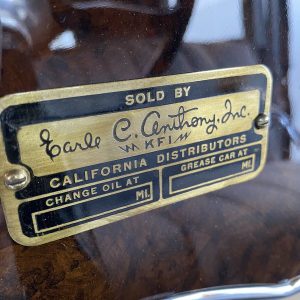 SOLD BY
Earle C. Anthony, Inc.
KFI
CALIFORNIA DISTRIBUTORS
CHANGE OIL AT GREASE CAR AT
MI. MI.